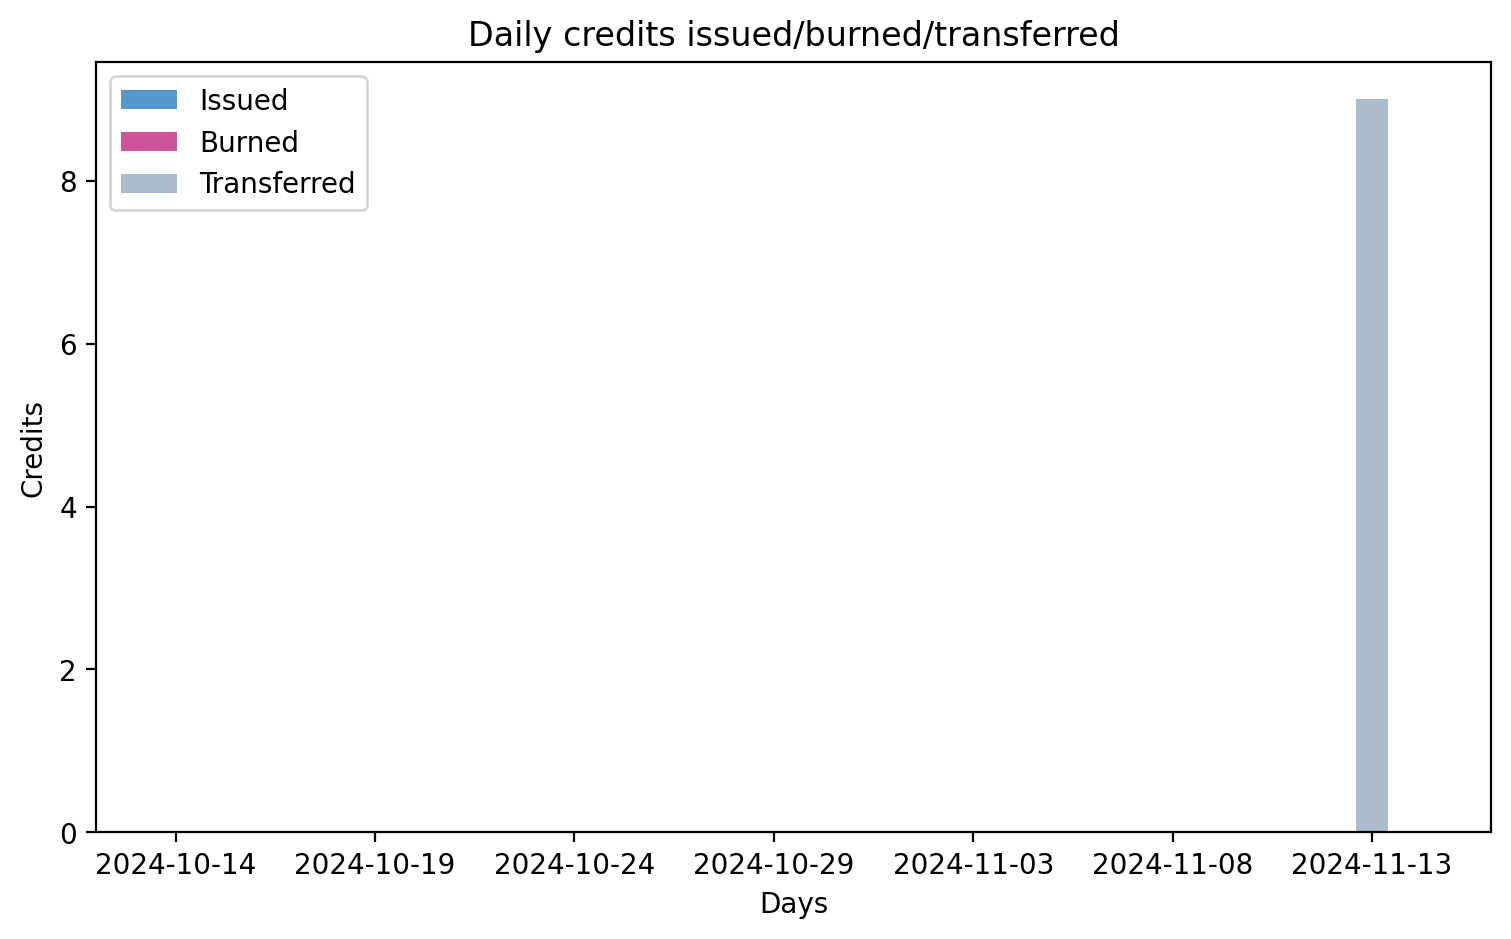 Daily credits issued/burned/transferred
Issued
Burned
Transferred
Credits
8
6
4
2
0
2024-10-14 2024-10-19 2024-10-24 2024-10-29 2024-11-03 2024-11-08 2024-11-13
Days